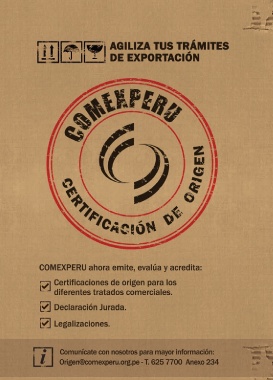 AGILIZA TUS TRÁMITES
DE EXPORTACIÓN
COMEXPERU
CERTIFICACIÓN DE ORIGEN
COMEXPERU ahora emite, evalúa y acredita:
Certificaciones de origen para los
diferentes tratados comerciales.
Declaración Jurada.
Legalizaciones.
i
Comunícate con nosotros para mayor información:
Origen@comexperu.org.pe - T. 625 7700 Anexo 234